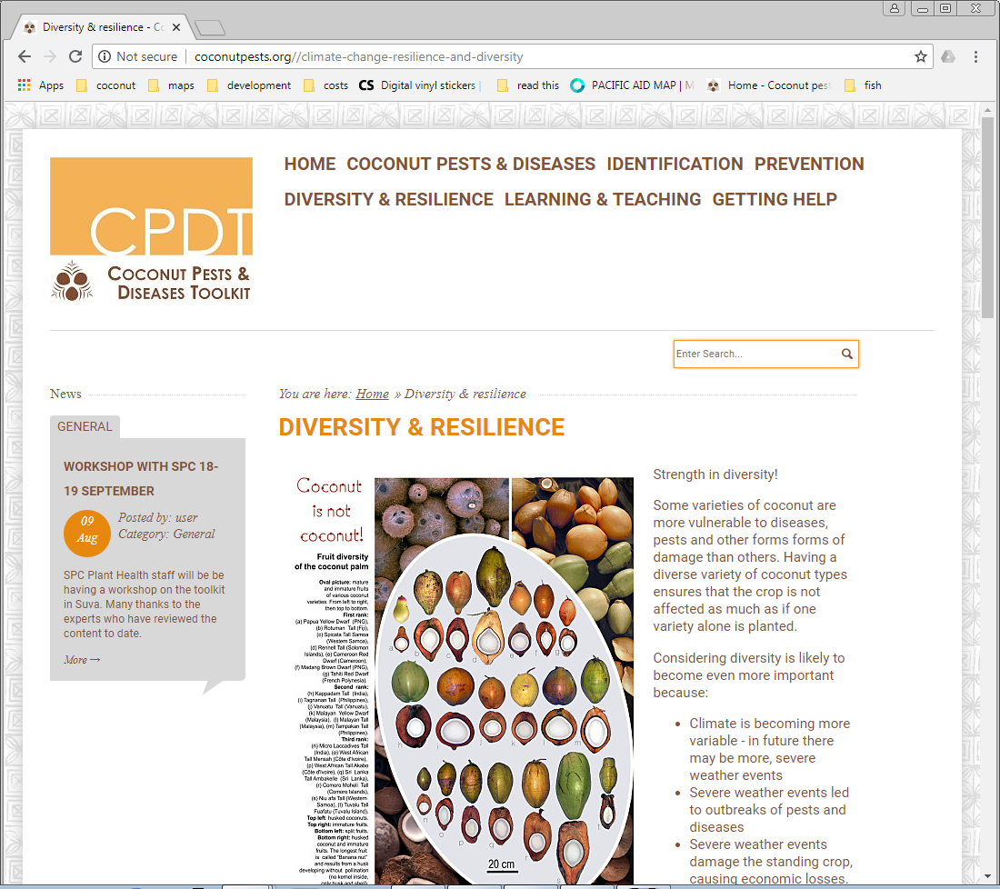 Diversity & resilience - Co
Not secure
coconutpests.org//climate-change-resilience-and-diversity
Apps
coconut
maps
development
costs
CS Digital vinyl stickers |
read this
PACIFIC AID MAP | M
Home - Coconut pest
fish
CPDT
COCONUT PESTS &
DISEASES TOOLKIT
HOME COCONUT PESTS & DISEASES IDENTIFICATION PREVENTION
DIVERSITY & RESILIENCE LEARNING & TEACHING GETTING HELP
Enter Search...
News
GENERAL
WORKSHOP WITH SPC 18-
19 SEPTEMBER
09
Aug
Posted by: user
Category: General
SPC Plant Health staff will be be
having a workshop on the toolkit
in Suva. Many thanks to the
experts who have reviewed the
content to date.
More →
You are here: Home » Diversity & resilience
DIVERSITY & RESILIENCE
Coconut
is not
coconut!
Fruit diversity
of the coconut palm
Oval picture: mature
and immature fruits
of various coconut
varieties. From left to right,
then top to bottom.
First rank:
(a) Papua Yellow Dwarf (PNG),
(b) Rotuman Tall (Fiji),
(c) Spicata Tall Samoa
(Western Samoa),
(d) Rennell Tall (Solomon
Islands), (e) Cameroon Red
Dwarf (Cameroon),
(f) Madang Brown Dwarf (PNG),
(g) Tahiti Red Dwarf
(French Polynesia).
Second rank:
(h) Kappadam Tall (India),
(i) Tagnanan Tall (Philippines),
(j) Vanuatu Tall (Vanuatu),
(k) Malayan Yellow Dwarf
(Malaysia), (l) Malayan Tall
(Malaysia), (m) Tampakan Tall
(Philippines).
Third rank:
(n) Micro Laccadives Tall
(India), (o) West African
Tall Mensah (Côte d'Ivoire),
(p) West African Tall Akabo
(Côte d'Ivoire), (q) Sri Lanka
Tall Ambakelle (Sri Lanka),
(r) Comoro Moheli Tall
(Comoro Islands),
(s) Niu afa Tall (Western
Samoa), (t) Tuvalu Tall
Fuafatu (Tuvalu Island).
Top left: husked coconuts.
Top right: immature fruits.
Bottom left: split fruits.
Bottom right: husked
coconut and immature
fruits. The longest fruit
is called "Banana nut"
and results from a husk
developing without pollination
(no kernel inside,
only husk and shell)
a b c d e f g
h i j k l m
n o p q r s t
20 cm
Strength in diversity!
Some varieties of coconut are
more vulnerable to diseases,
pests and other forms forms of
damage than others. Having a
diverse variety of coconut types
ensures that the crop is not
affected as much as if one
variety alone is planted.
Considering diversity is likely to
become even more important
because:
• Climate is becoming more
variable - in future there
may be more, severe
weather events
• Severe weather events led
to outbreaks of pests and
diseases
• Severe weather events
damage the standing crop,
causing economic losses.